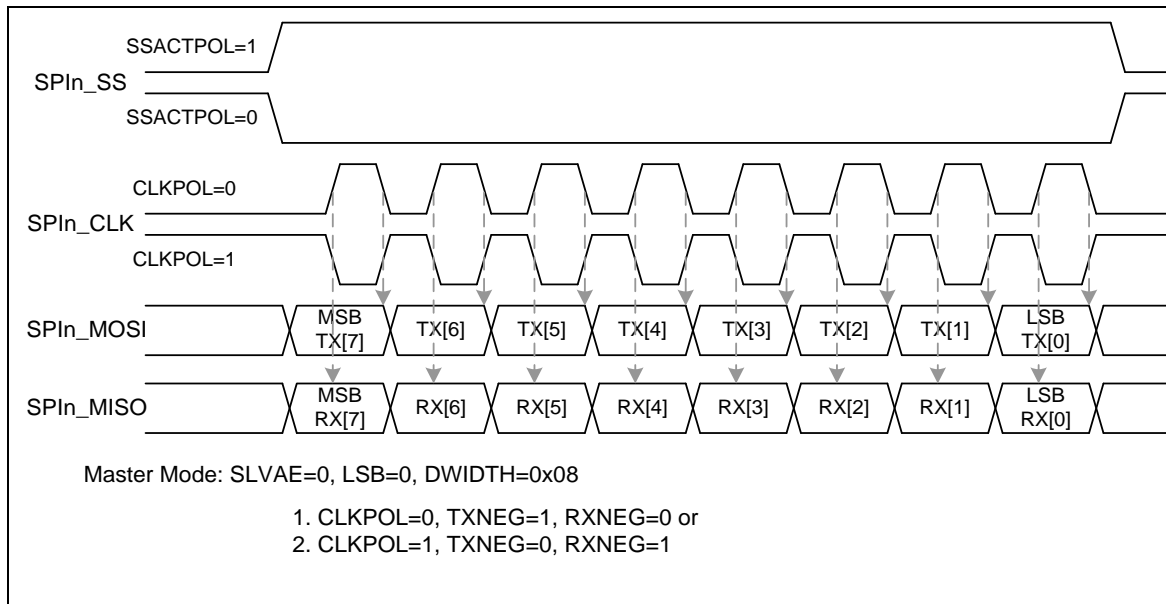 SSACTPOL=1
SPIn_SS
SSACTPOL=0
CLKPOL=0
SPIn_CLK
CLKPOL=1
SPIn_MOSI
MSB
TX[7]
TX[6]
TX[5]
TX[4]
TX[3]
TX[2]
TX[1]
LSB
TX[0]
SPIn_MISO
MSB
RX[7]
RX[6]
RX[5]
RX[4]
RX[3]
RX[2]
RX[1]
LSB
RX[0]
Master Mode: SLVAE=0, LSB=0, DWIDTH=0x08
1. CLKPOL=0, TXNEG=1, RXNEG=0 or
2. CLKPOL=1, TXNEG=0, RXNEG=1